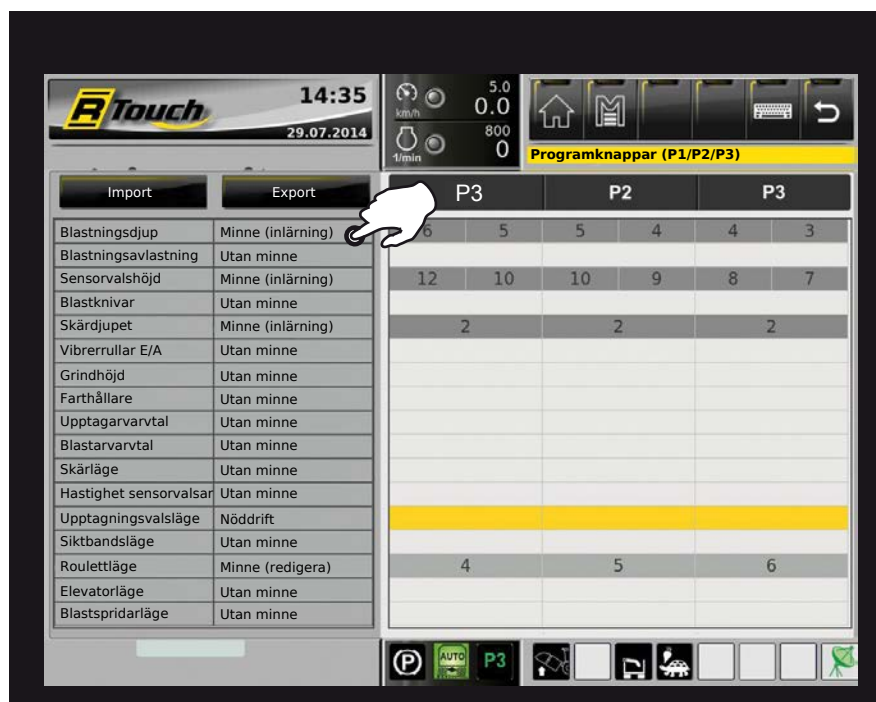 R Touch
14:35
29.07.2014
km/h
5.0
0.0
1/min
800
0
Programknappar (P1/P2/P3)
Import Export
P3 P2 P3
Blastningsdjup Minne (inlärning) 6 5 5 4 4 3
Blastningsavlastning Utan minne
Sensorvalshöjd Minne (inlärning) 12 10 10 9 8 7
Blastknivar Utan minne
Skärdjupet Minne (inlärning) 2 2 2
Vibrerrullar E/A Utan minne
Grindhöjd Utan minne
Farthållare Utan minne
Upptagarvarvtal Utan minne
Blastarvarvtal Utan minne
Skärläge Utan minne
Hastighet sensorvalsar Utan minne
Upptagningsvalsläge Nöddrift
Siktbandsläge Utan minne
Roulettläge Minne (redigera) 4 5 6
Elevatorläge Utan minne
Blastspridarläge Utan minne
P AUTO P3